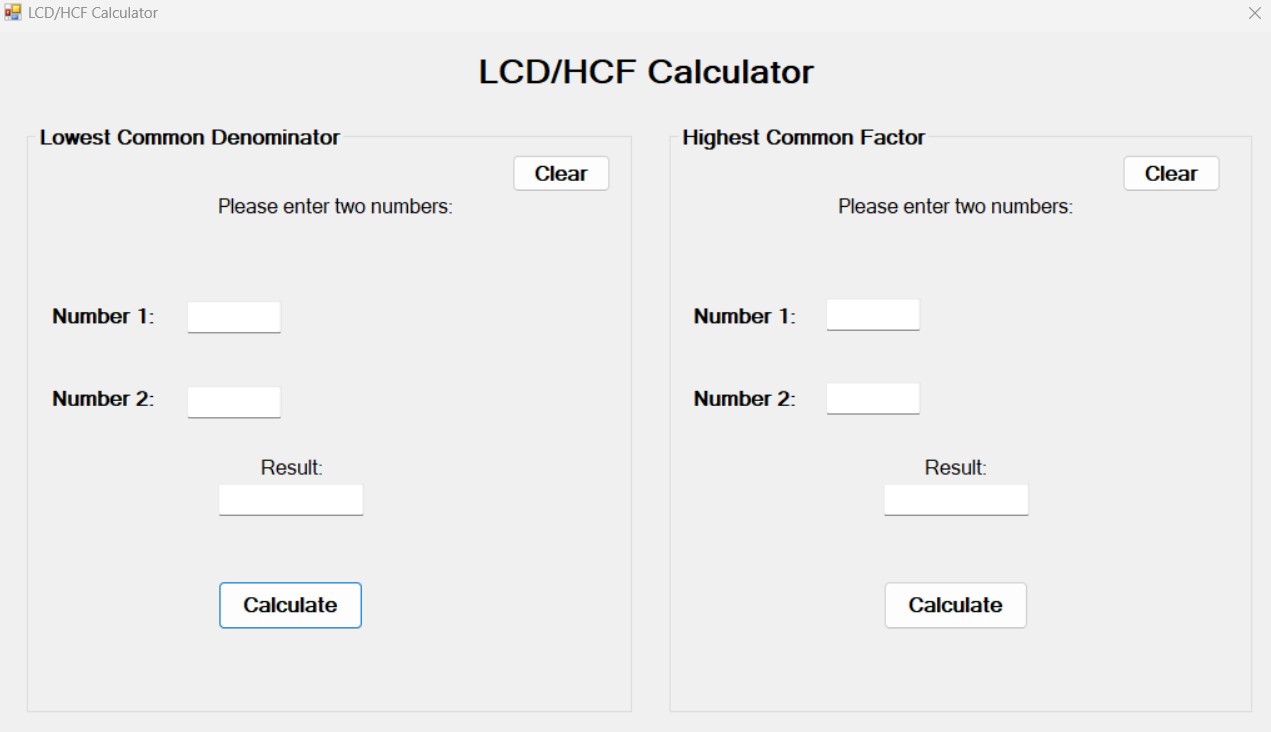 LCD/HCF Calculator
LCD/HCF Calculator
Lowest Common Denominator
Clear
Please enter two numbers:
Number 1:
Number 2:
Result:
Calculate
Highest Common Factor
Clear
Please enter two numbers:
Number 1:
Number 2:
Result:
Calculate